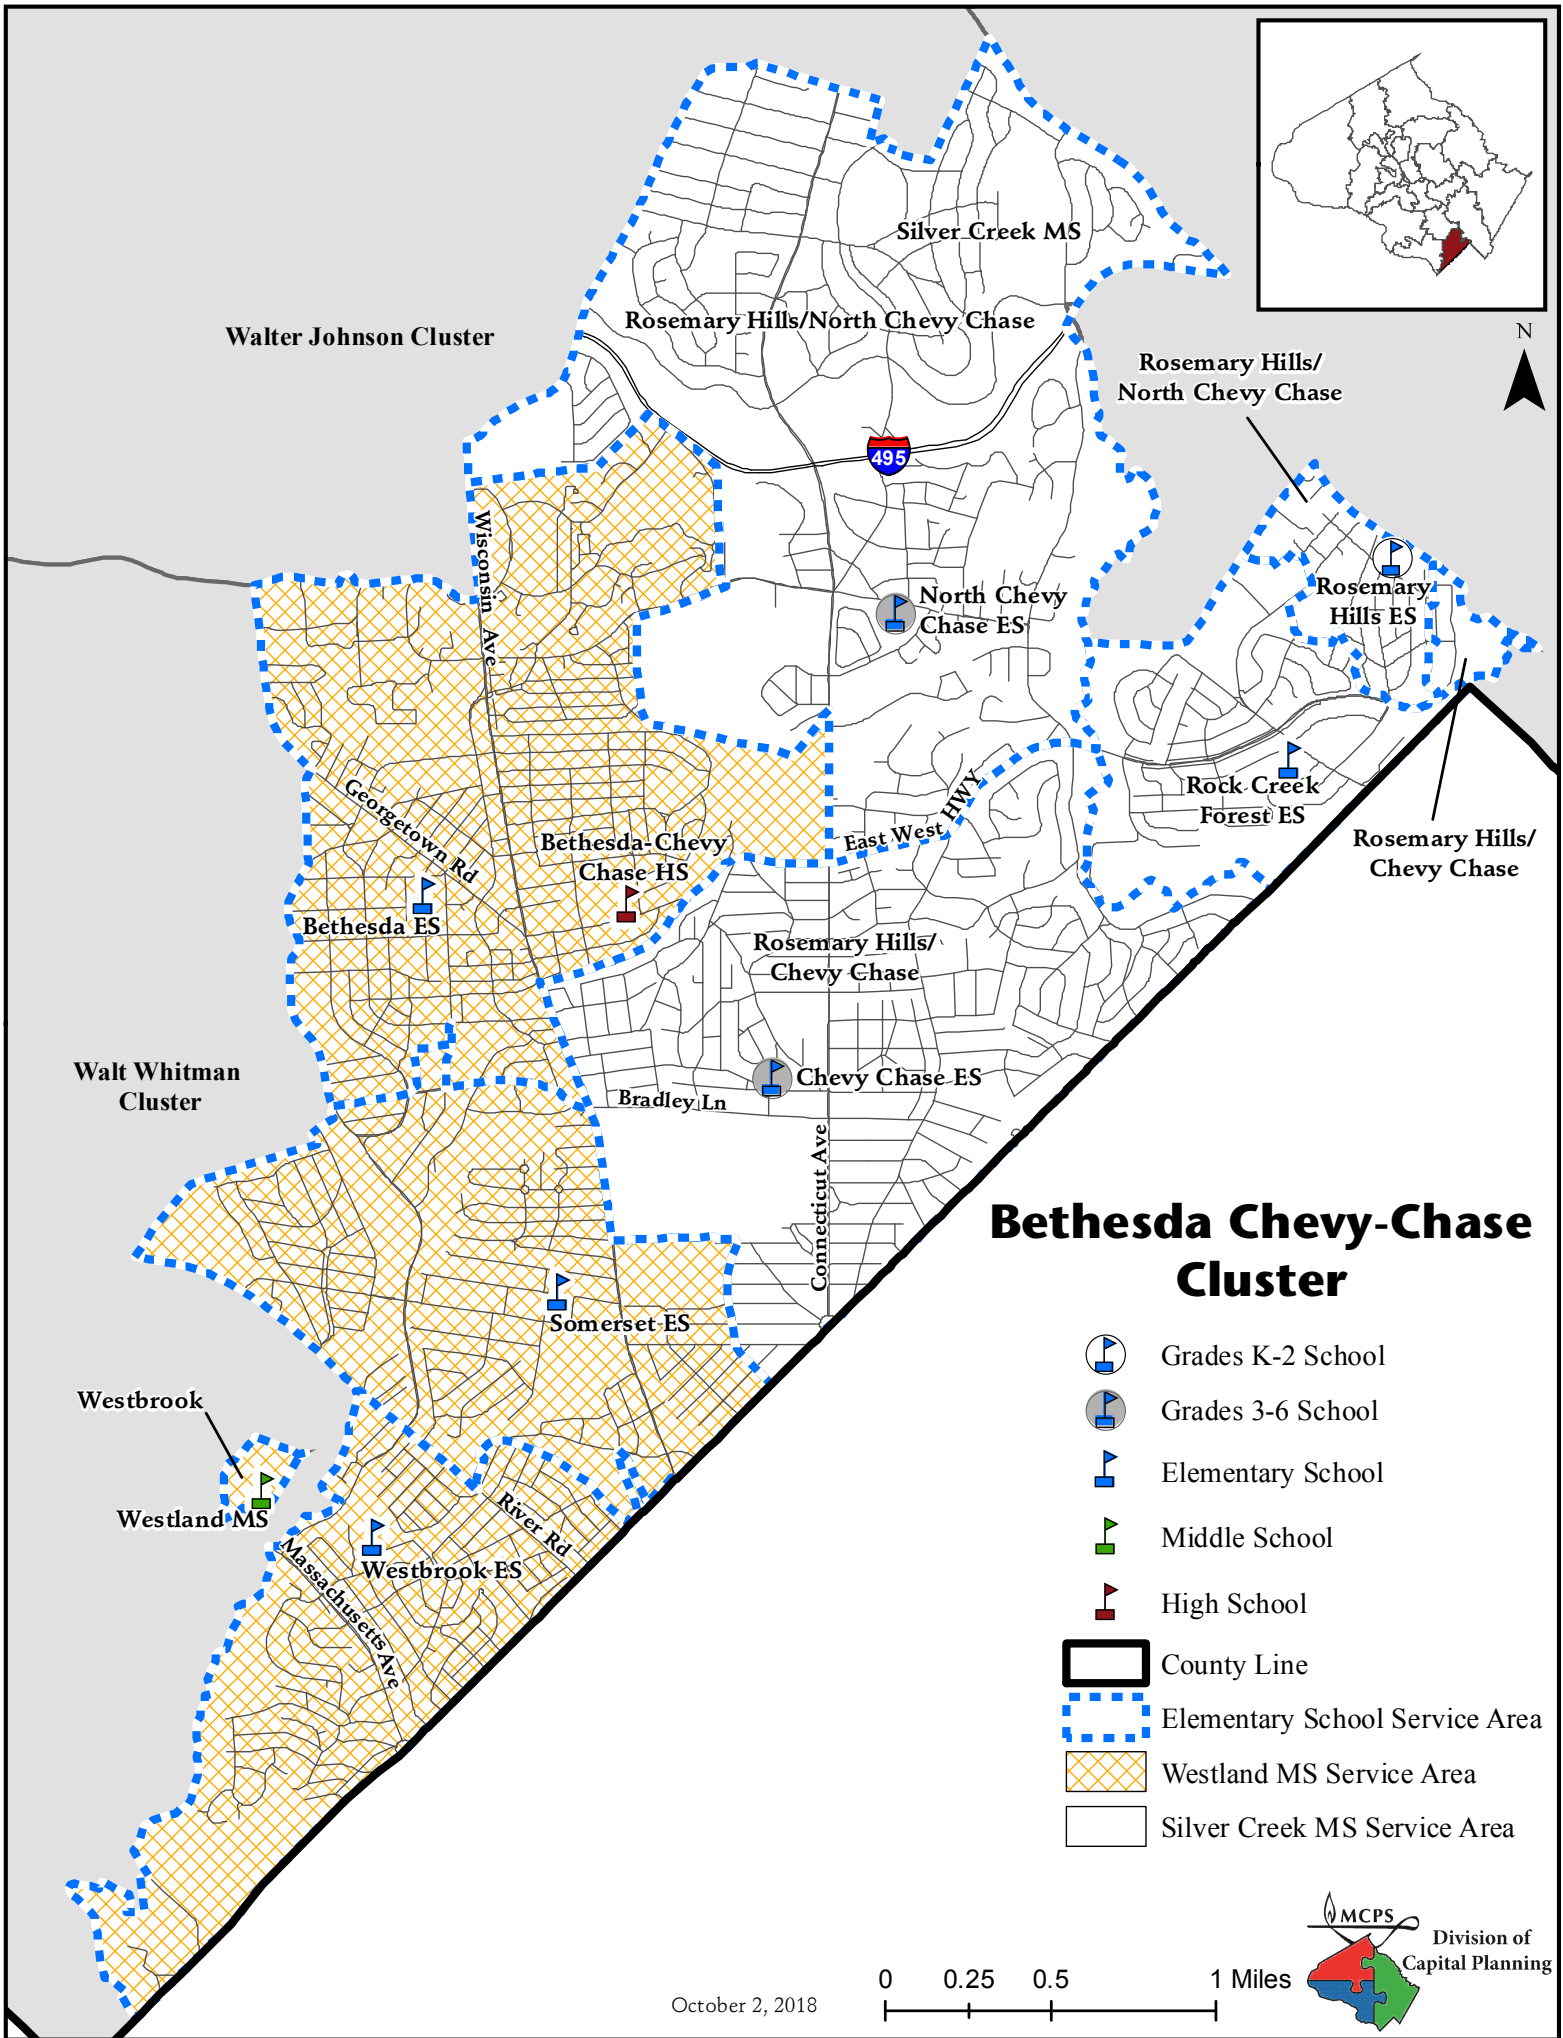 N
Silver Creek MS
Rosemary Hills/North Chevy Chase
Walter Johnson Cluster
Rosemary Hills/
North Chevy Chase
495
Wisconsin Ave
North Chevy
Chase ES
Rosemary
Hills ES
Rock Creek
Forest ES
Rosemary Hills/
Chevy Chase
East West HWY
Georgetown Rd
Bethesda-Chevy
Chase HS
Bethesda ES
Rosemary Hills/
Chevy Chase
Walt Whitman
Cluster
Chevy Chase ES
Bradley Ln
Connecticut Ave
Somerset ES
Westbrook
Westland MS
River Rd
Westbrook ES
Massachusetts Ave
Bethesda Chevy-Chase
Cluster
Grades K-2 School
Grades 3-6 School
Elementary School
Middle School
High School
County Line
Elementary School Service Area
Westland MS Service Area
Silver Creek MS Service Area
MCPS
Division of
Capital Planning
0 0.25 0.5 1 Miles
October 2, 2018